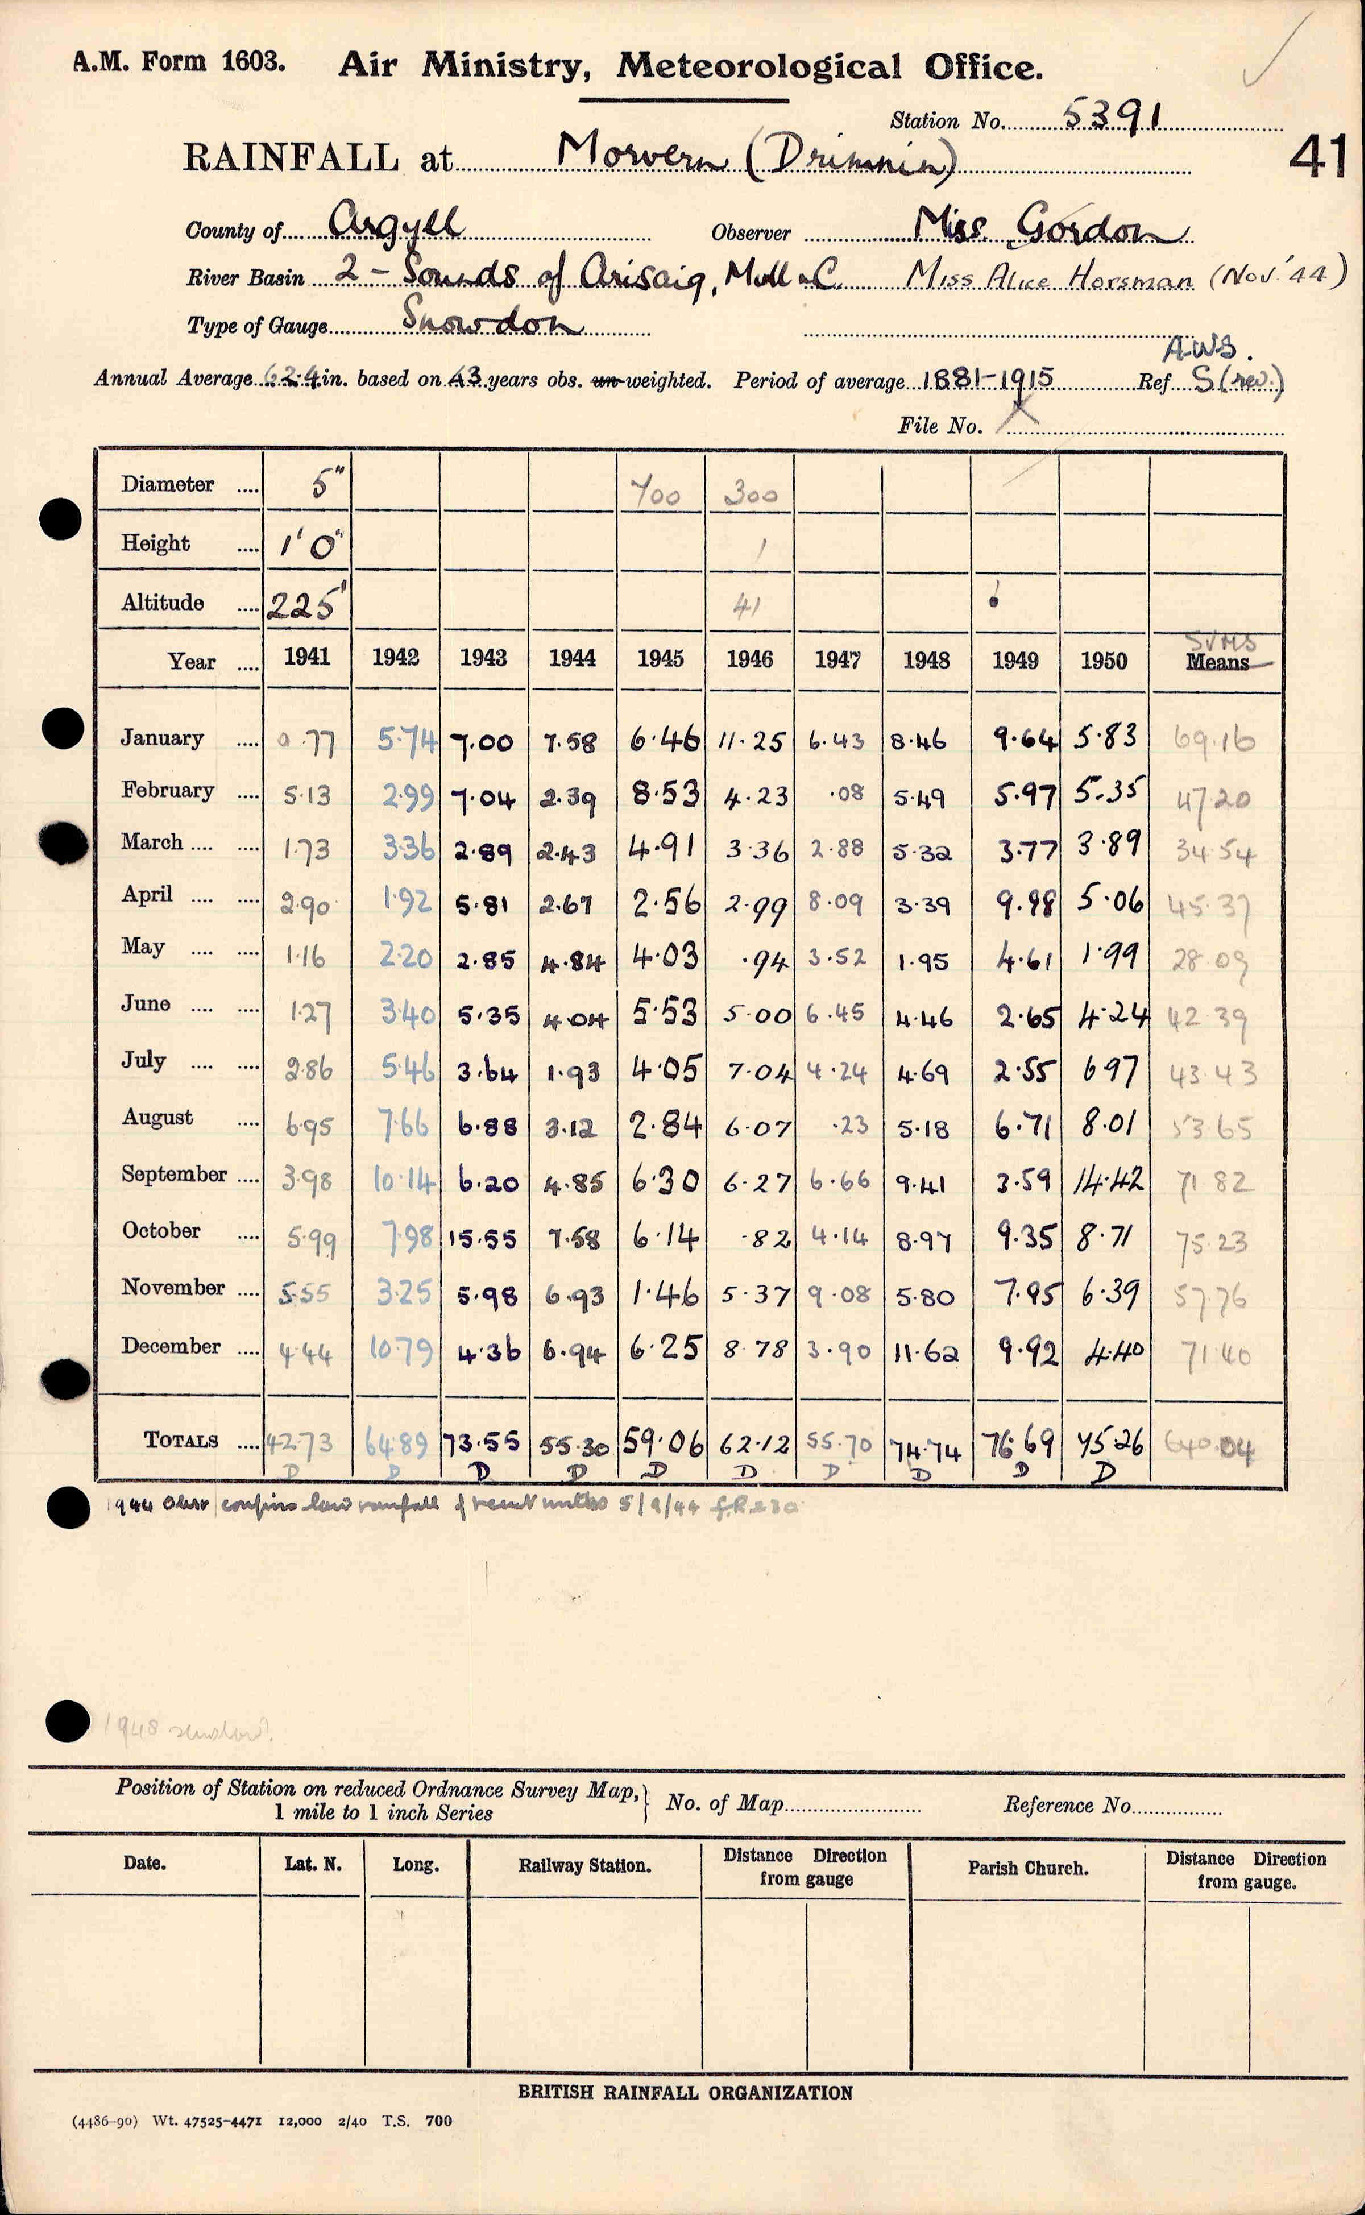 A.M. Form 1603. Air Ministry, Meteorological Office.
Station No. 5391
RAINFALL at Morvern (Drimnin) 41
County of Argyll Observer Miss Gordon
River Basin 2 - Sounds of Arisaig, Mull &C. Miss Alice Horsman (Nov. '44)
Type of Gauge Snowdon
A.W.S.
Annual Average 62.4 in. based on 43 years obs. un-weighted. Period of average 1881-1915 Ref S (rev.)
File No. X
Diameter .... 5" 700 300
Height .... 1' 0" 1
Altitude .... 225' 41
SUMS
Year .... 1941 1942 1943 1944 1945 1946 1947 1948 1949 1950 Means
January .... 0.77 5.74 7.00 7.58 6.46 11.25 6.43 8.46 9.64 5.83 69.16
February .... 5.13 2.99 7.04 2.39 8.53 4.23 .08 5.49 5.97 5.35 47.20
March .... .... 1.73 3.36 2.89 2.43 4.91 3.36 2.88 5.32 3.77 3.89 34.54
April .... .... 2.90 1.92 5.81 2.67 2.56 2.99 8.09 3.39 9.98 5.06 45.37
May .... .... 1.16 2.20 2.85 4.84 4.03 .94 3.52 1.95 4.61 1.99 28.09
June .... .... 1.27 3.40 5.35 4.04 5.53 5.00 6.45 4.46 2.65 4.24 42.39
July .... .... 2.86 5.46 3.64 1.93 4.05 7.04 4.24 4.69 2.55 6.97 43.43
August .... 6.95 7.66 6.88 3.12 2.84 6.07 .23 5.18 6.71 8.01 53.65
September .... 3.98 10.14 6.20 4.85 6.30 6.27 6.66 9.41 3.59 14.42 71.82
October .... 5.99 7.98 15.55 7.58 6.14 .82 4.14 8.97 9.35 8.71 75.23
November .... 5.55 3.25 5.98 6.93 1.46 5.37 9.08 5.80 7.95 6.39 57.76
December .... 4.44 10.79 4.36 6.94 6.25 8.78 3.90 11.62 9.92 4.40 71.40
TOTALS .... 42.73 64.89 73.55 55.30 59.06 62.12 55.70 74.74 76.69 75.26 640.04
D D D D D D D D D D
1944 Obsr confirms low rainfall of recent months 5/9/44
1948
Position of Station on reduced Ordnance Survey Map, 1 mile to 1 inch Series } No. of Map Reference No.
Date. Lat. N. Long. Railway Station. Distance Direction from gauge Parish Church. Distance Direction from gauge.
BRITISH RAINFALL ORGANIZATION
(4486-90) Wt. 47525-4471 12,000 2/40 T.S. 700